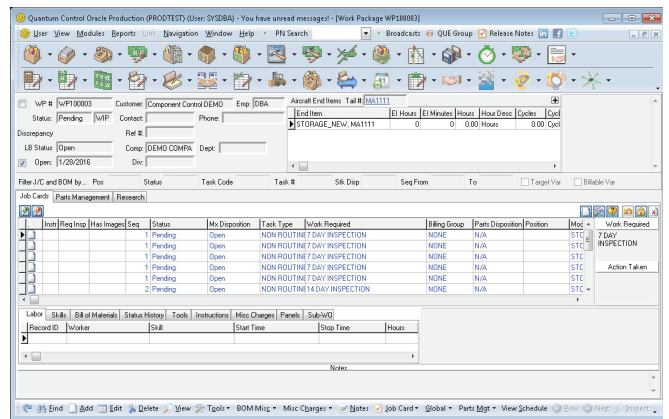 Quantum Control Oracle Production (PRODTEST) (User: SYSDBA) - You have unread messages! - [Work Package WP100003]
User View Modules Reports Link Navigation Window Help PN Search Broadcasts QUE Group Release Notes
WP # WP100003 Customer: Component Control DEMO Emp: DBA Aircraft End Items Tail #: MA1111
Status: Pending WIP Contact: Phone: End Item EI Hours EI Minutes Hours Hour Desc Cycles Cycl
Discrepancy Ref #: STORAGE_NEW, MA1111 0 0 0.00 Hours 0.00 Cycl
LB Status Open Comp: DEMO COMPA Dept:
Open: 1/28/2016 Div:
Filter J/C and BOM by... Pos Status Task Code Task # Stk Disp Seq From To Target Var Billable Var
Job Cards Parts Management Research
Instr Req Insp Has Images Seq Status Mx Disposition Task Type Work Required Billing Group Parts Disposition Position Moc Work Required
1 Pending Open NON ROUTINE 7 DAY INSPECTION NONE N/A STC 7 DAY INSPECTION
1 Pending Open NON ROUTINE 7 DAY INSPECTION NONE N/A STC
1 Pending Open NON ROUTINE 7 DAY INSPECTION NONE N/A STC
1 Pending Open NON ROUTINE 7 DAY INSPECTION NONE N/A STC Action Taken
2 Pending Open NON ROUTINE 14 DAY INSPECTION NONE N/A STC
Labor Skills Bill of Materials Status History Tools Instructions Misc Charges Panels Sub-WO
Record ID Worker Skill Start Time Stop Time Hours
Notes
Find Add Edit Delete View Tools BOM Misc Misc Charges Notes Job Card Global Parts Mgt View Schedule Prev Next Inspect